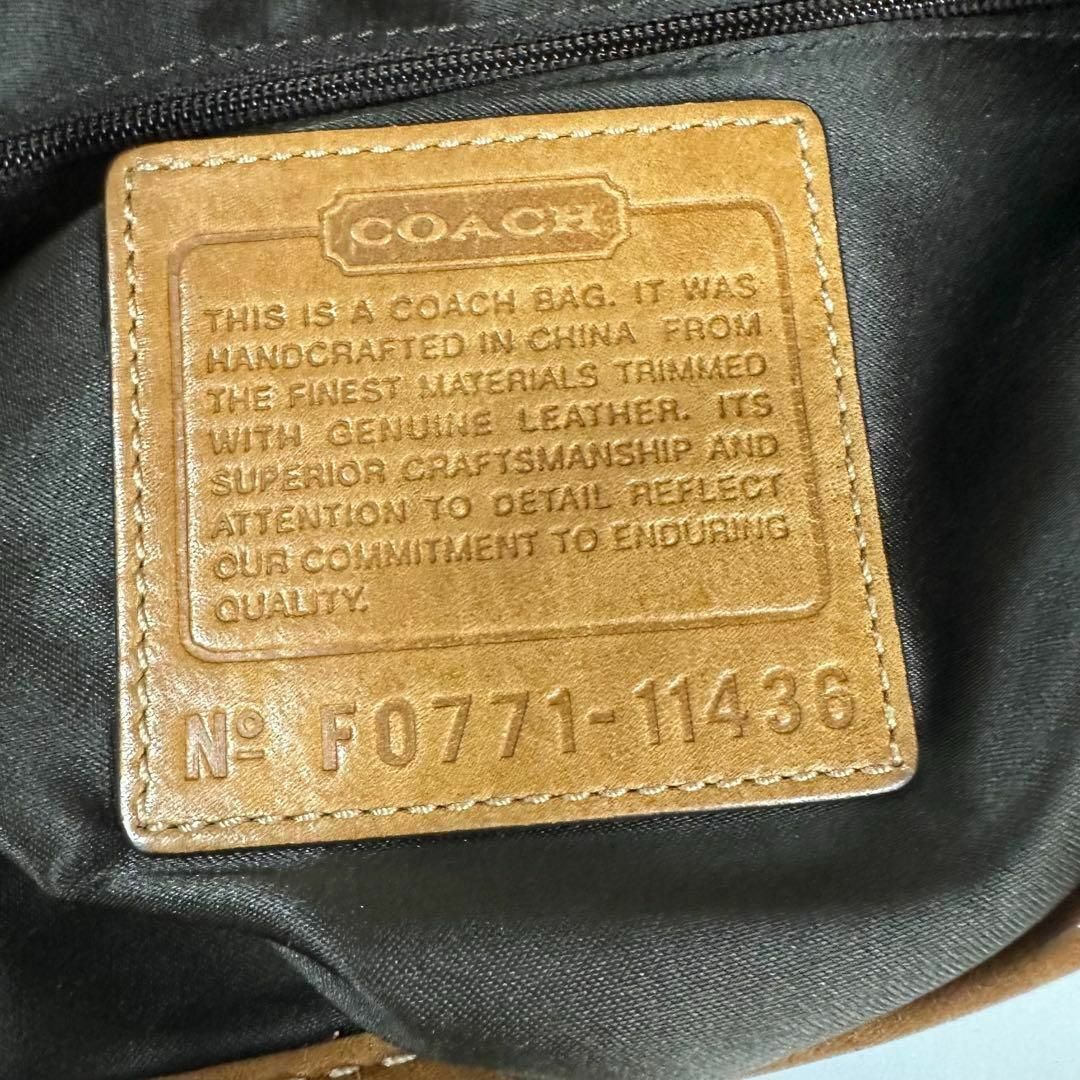 COACH
THIS IS A COACH BAG. IT WAS
HANDCRAFTED IN CHINA FROM
THE FINEST MATERIALS TRIMMED
WITH GENUINE LEATHER. ITS
SUPERIOR CRAFTSMANSHIP AND
ATTENTION TO DETAIL REFLECT
OUR COMMITMENT TO ENDURING
QUALITY.
Nº F0771-11436